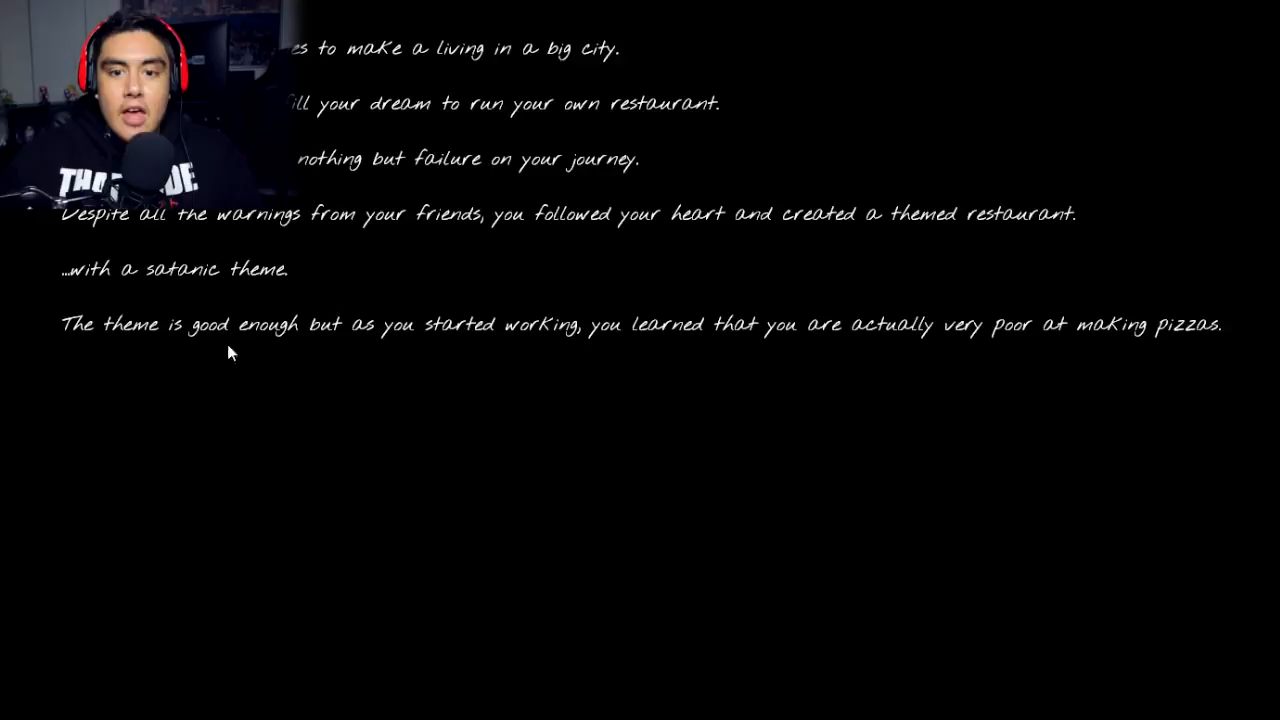 to make a living in a big city.
your dream to run your own restaurant.
nothing but failure on your journey.
Despite all the warnings from your friends, you followed your heart and created a themed restaurant.
...with a satanic theme.
The theme is good enough but as you started working, you learned that you are actually very poor at making pizzas.